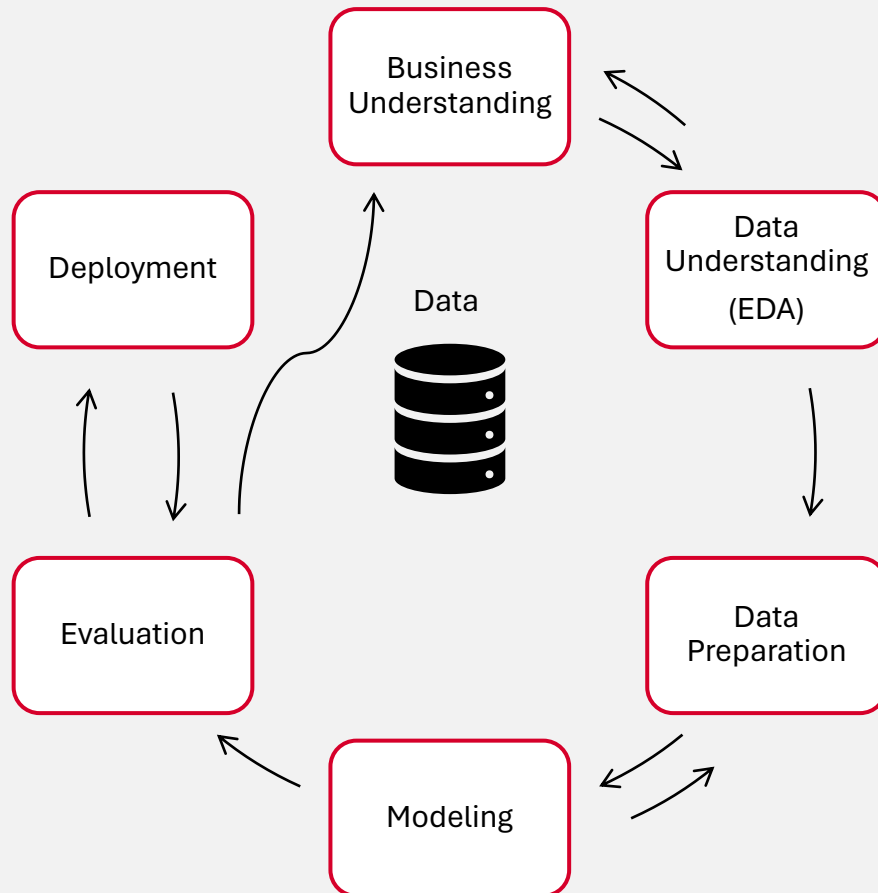 Business
Understanding
Data
Understanding
(EDA)
Deployment
Data
Evaluation
Data
Preparation
Modeling